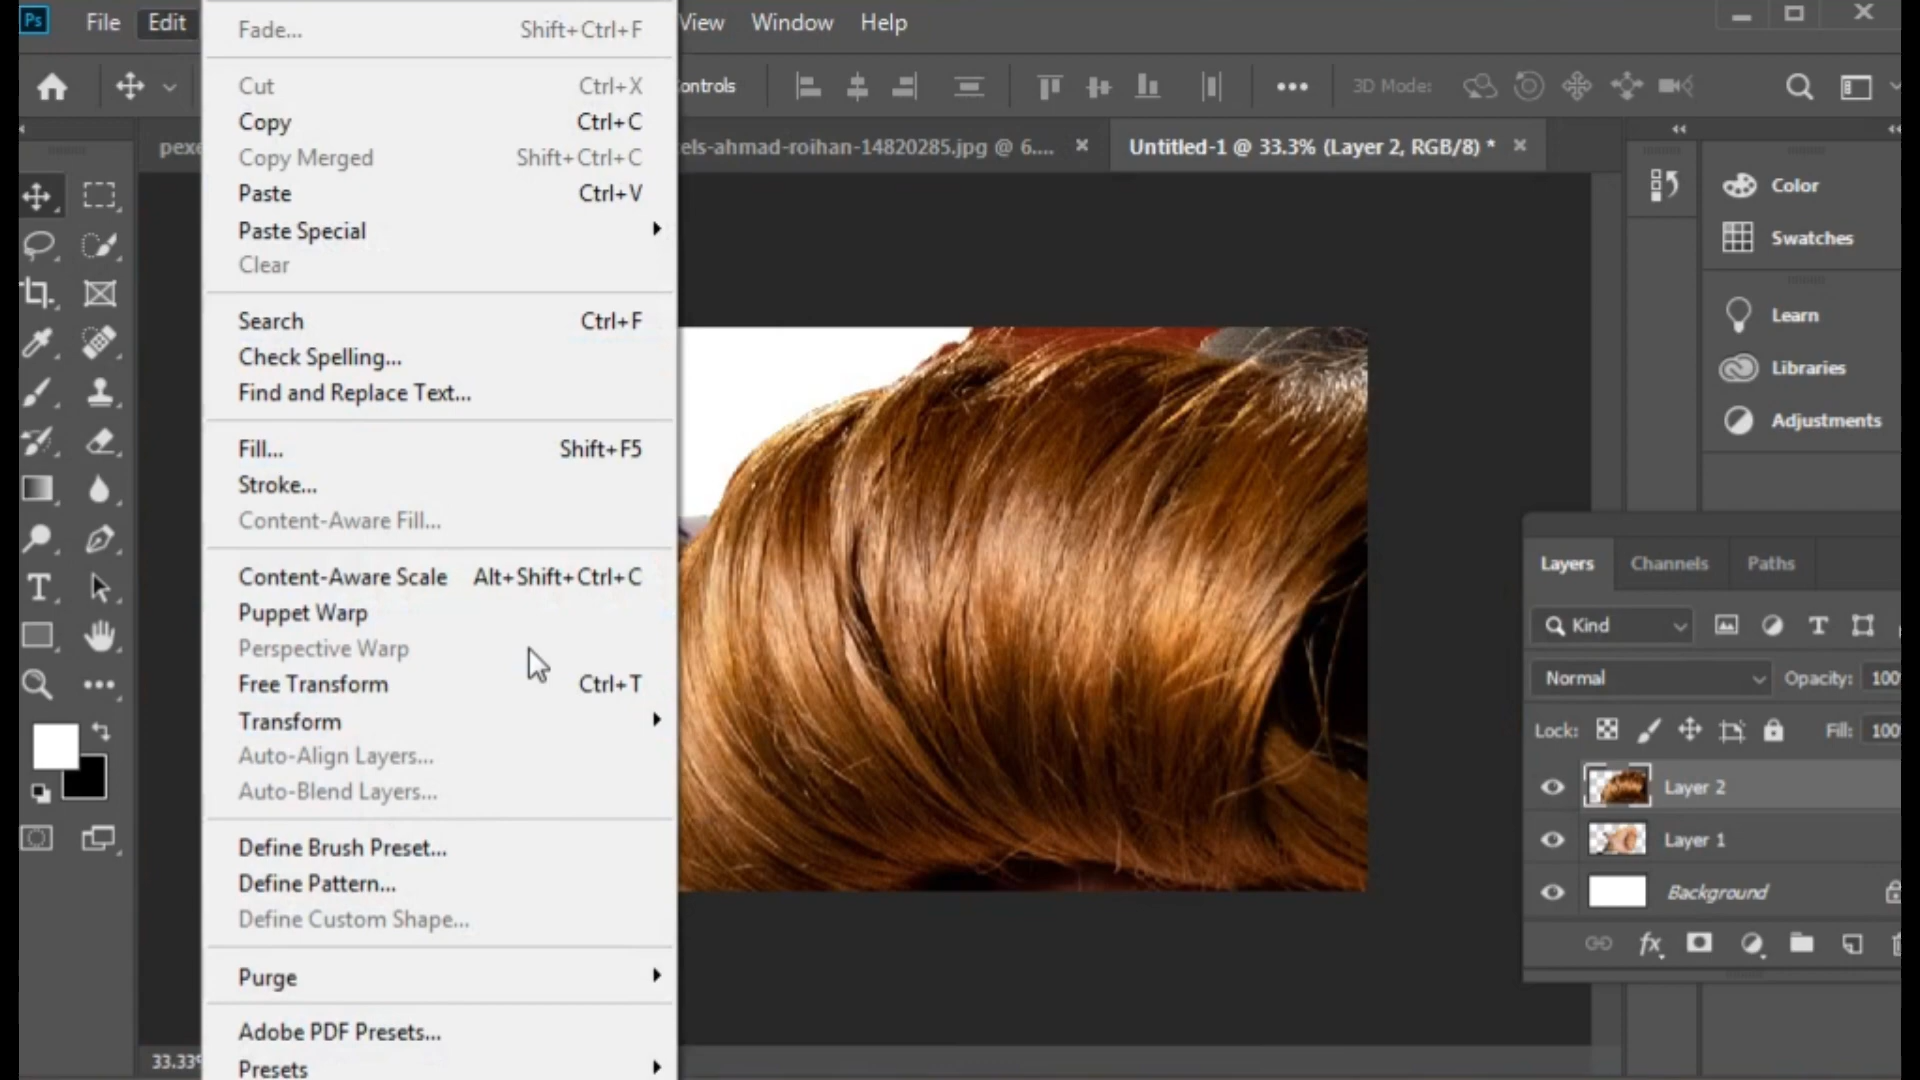 Ps File Edit View Window Help
Fade... Shift+Ctrl+F
Cut Ctrl+X
ontrols
3D Mode:
Copy Ctrl+C
Copy Merged Shift+Ctrl+C
pexe
els-ahmad-roihan-14820285.jpg @ 6.... ×
Untitled-1 @ 33.3% (Layer 2, RGB/8) * ×
Paste Ctrl+V
Paste Special
Clear
Search Ctrl+F
Check Spelling...
Find and Replace Text...
Fill... Shift+F5
Stroke...
Content-Aware Fill...
Content-Aware Scale Alt+Shift+Ctrl+C
Puppet Warp
Perspective Warp
Free Transform Ctrl+T
Transform
Auto-Align Layers...
Auto-Blend Layers...
Define Brush Preset...
Define Pattern...
Define Custom Shape...
Purge
Adobe PDF Presets...
Presets
33.33%
Color
Swatches
Learn
Libraries
Adjustments
Layers Channels Paths
Kind
Normal Opacity: 100
Lock: Fill: 100
Layer 2
Layer 1
Background
fx